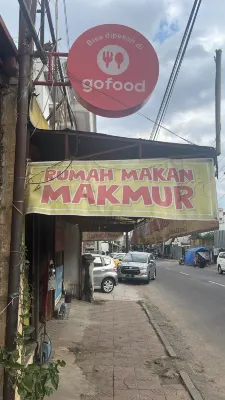 Bisa dipesan di
gofood
RUMAH MAKAN
MAKMUR